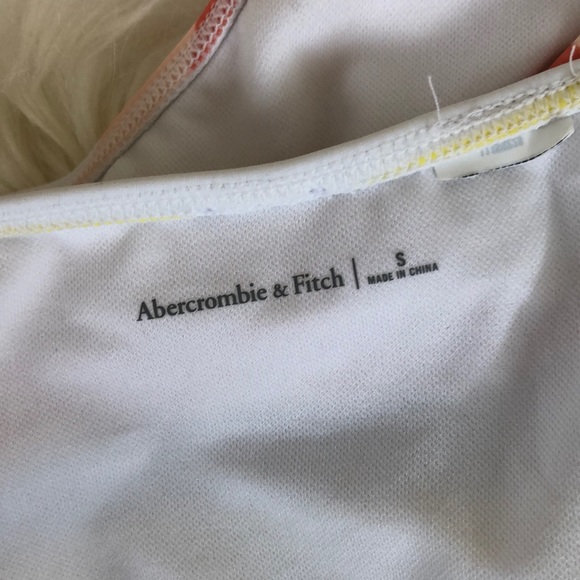 Abercrombie & Fitch | S
MADE IN CHINA